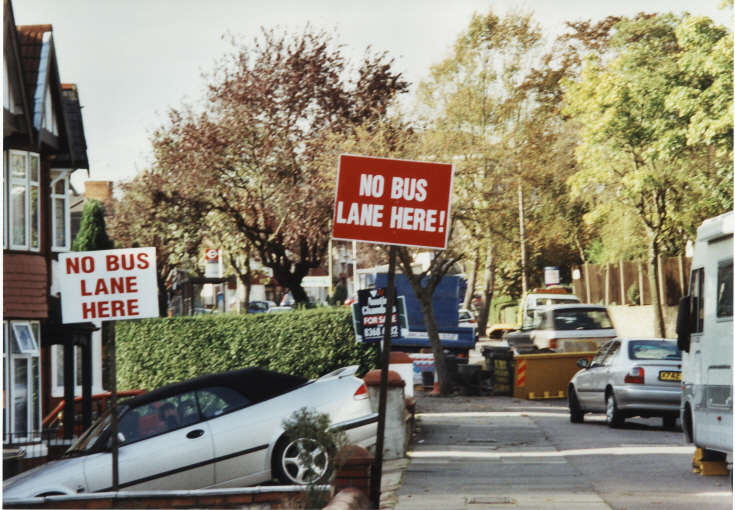 NO BUS
LANE
HERE
NO BUS
LANE HERE!
FOR SALE